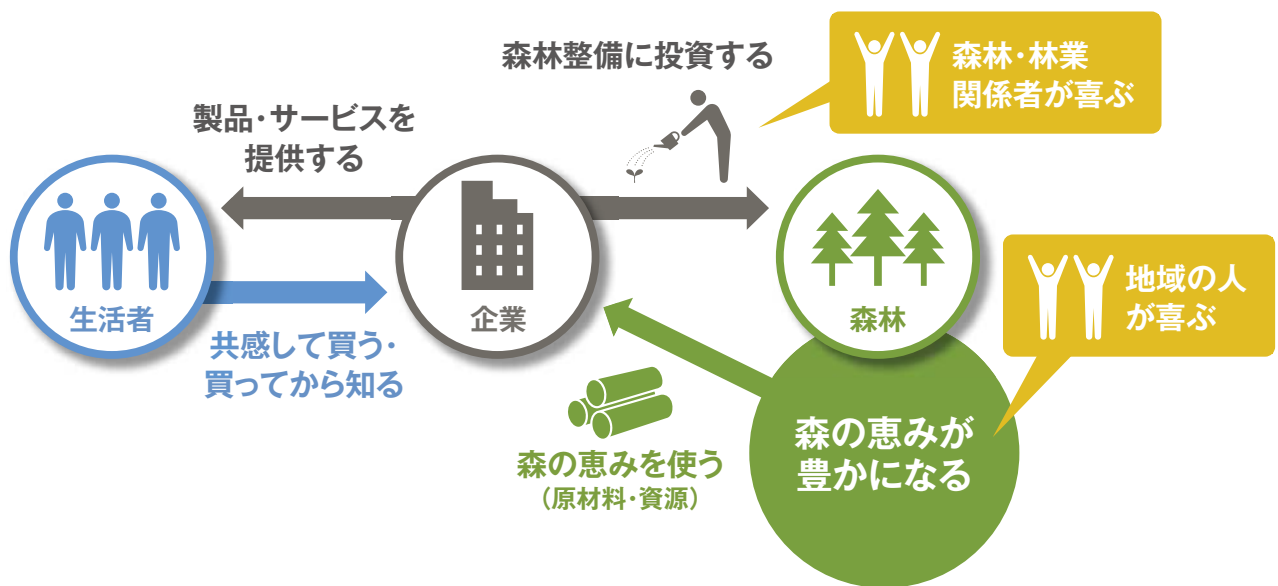 森林整備に投資する
森林・林業
関係者が喜ぶ
製品・サービスを
提供する
生活者
企業
森林
地域の人
が喜ぶ
共感して買う・
買ってから知る
森の恵みを使う
（原材料・資源）
森の恵みが
豊かになる